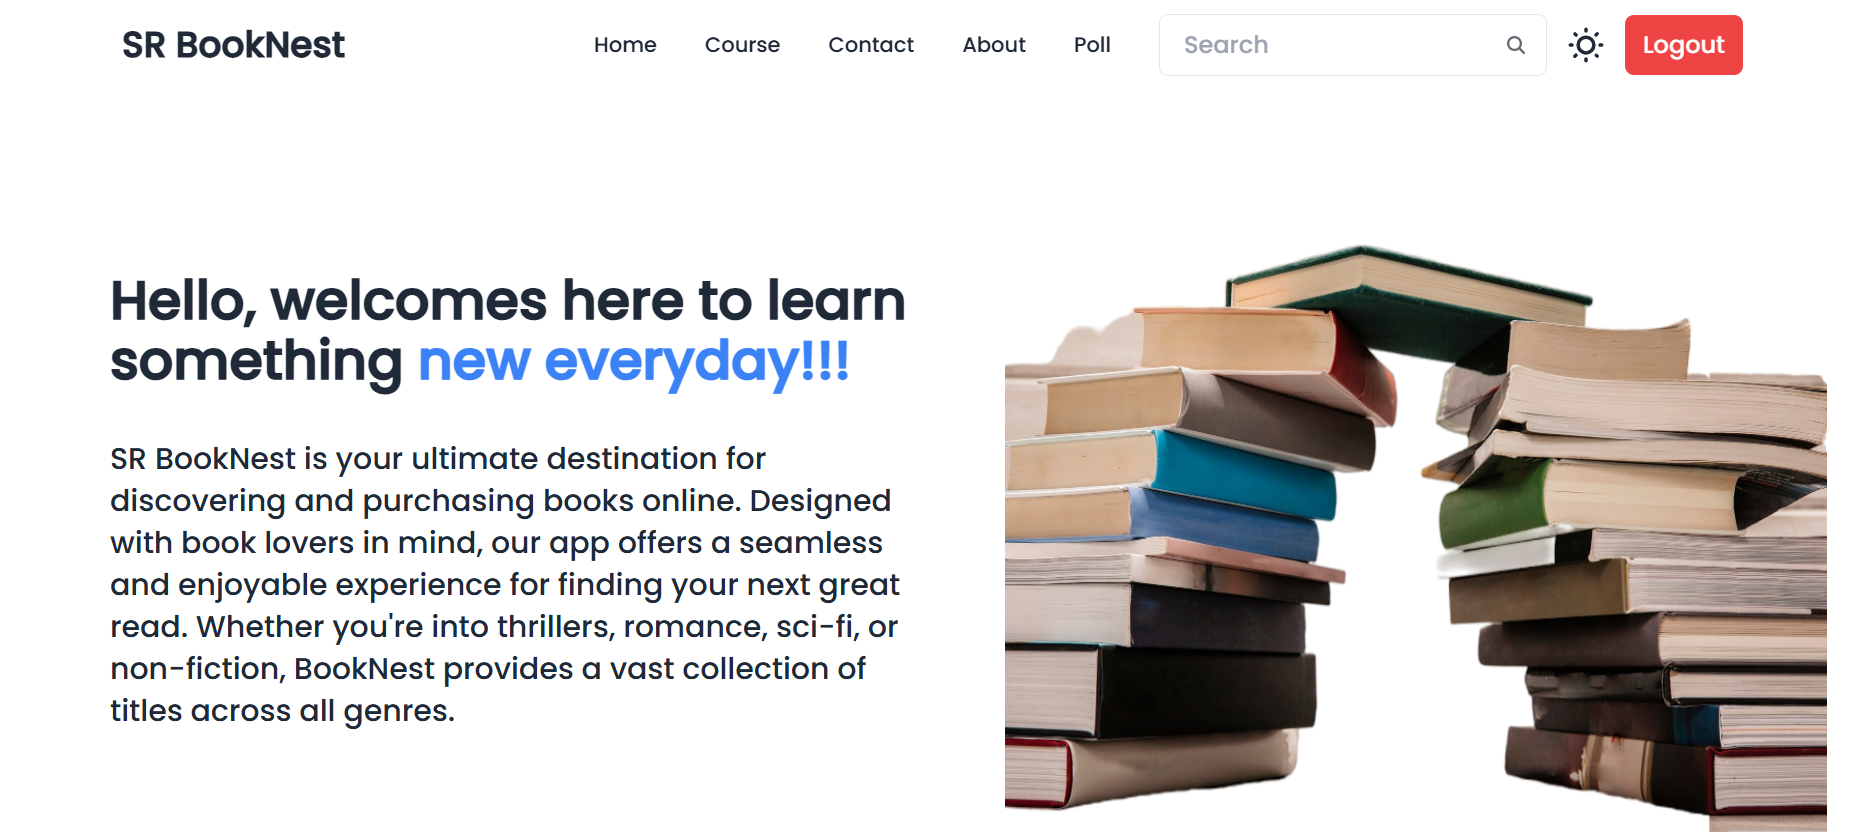 SR BookNest
Home Course Contact About Poll Search Logout
Hello, welcomes here to learn
something new everyday!!!
SR BookNest is your ultimate destination for
discovering and purchasing books online. Designed
with book lovers in mind, our app offers a seamless
and enjoyable experience for finding your next great
read. Whether you're into thrillers, romance, sci-fi, or
non-fiction, BookNest provides a vast collection of
titles across all genres.